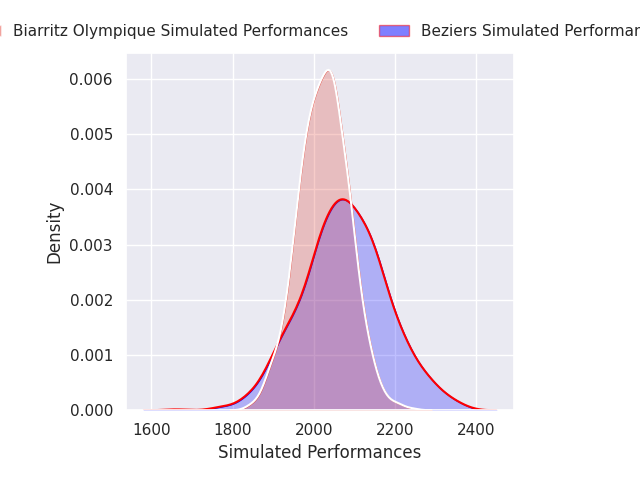 Biarritz Olympique Simulated Performances
Beziers Simulated
0.006
0.005
0.004
0.003
0.002
0.001
0.000
Density
1600 1800 2000 2200 2400
Simulated Performances